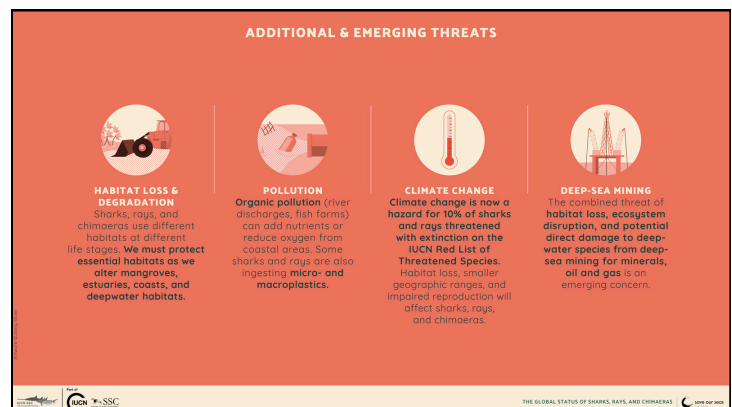 ADDITIONAL & EMERGING THREATS
HABITAT LOSS &
DEGRADATION
Sharks, rays, and
chimaeras use different
habitats at different
life stages. We must protect
essential habitats as we
alter mangroves,
estuaries, coasts, and
deepwater habitats.
POLLUTION
Organic pollution (river
discharges, fish farms)
can add nutrients or
reduce oxygen from
coastal areas. Some
sharks and rays are also
ingesting micro- and
macroplastics.
CLIMATE CHANGE
Climate change is now a
hazard for 10% of sharks
and rays threatened
with extinction on the
IUCN Red List of
Threatened Species.
Habitat loss, smaller
geographic ranges, and
impaired reproduction will
affect sharks, rays,
and chimaeras.
DEEP-SEA MINING
The combined threat of
habitat loss, ecosystem
disruption, and potential
direct damage to deep-
water species from deep-
sea mining for minerals,
oil and gas is an
emerging concern.
Part of
IUCN
SSC
THE GLOBAL STATUS OF SHARKS, RAYS, AND CHIMAERAS
save our seas